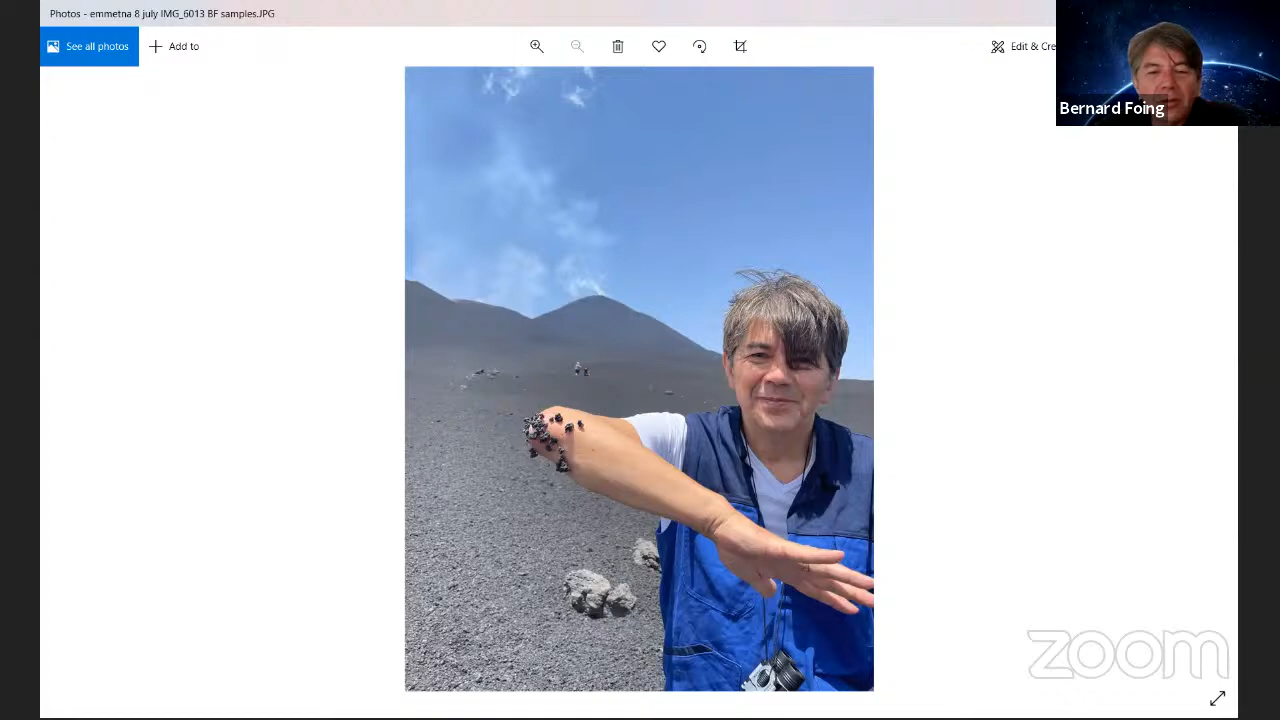 Photos - emmetna 8 july IMG_6013 BF samples.JPG
See all photos
Add to
Edit & Cre
Bernard Foing
zoom